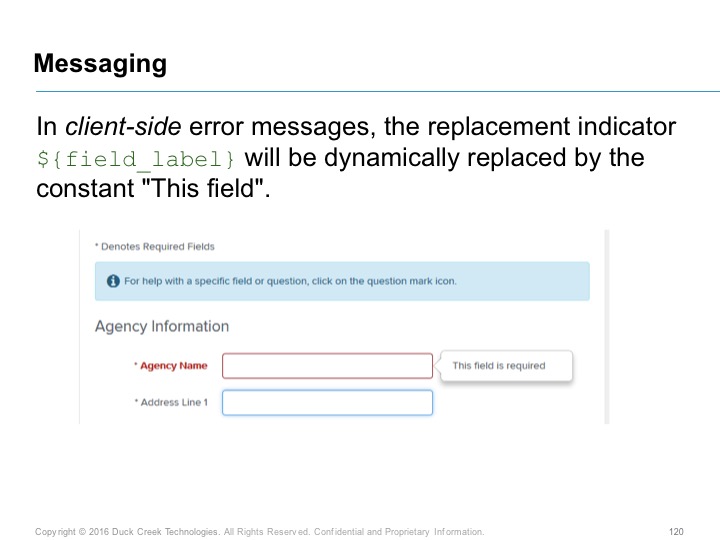 Messaging
In client-side error messages, the replacement indicator
${field_label} will be dynamically replaced by the
constant "This field".
* Denotes Required Fields
For help with a specific field or question, click on the question mark icon.
Agency Information
* Agency Name
This field is required
* Address Line 1
Copyright © 2016 Duck Creek Technologies. All Rights Reserved. Confidential and Proprietary Information.
120